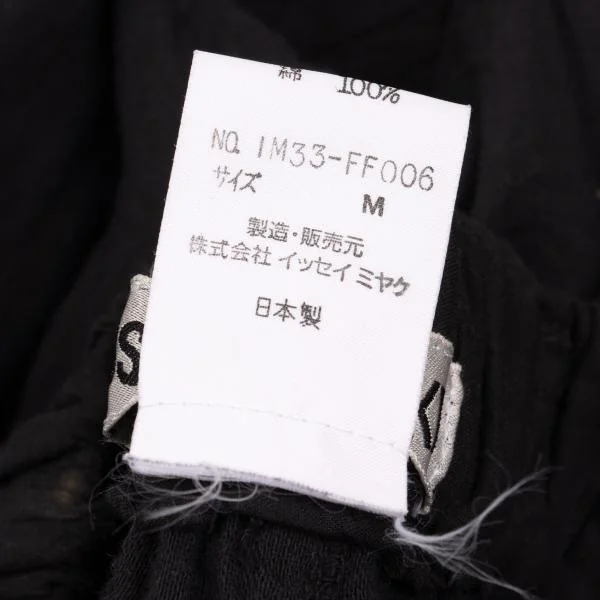 綿 100%
NO. IM33-FF006
サイズ
M
製造・販売元
株式会社 イッセイ ミヤケ
日本製
S